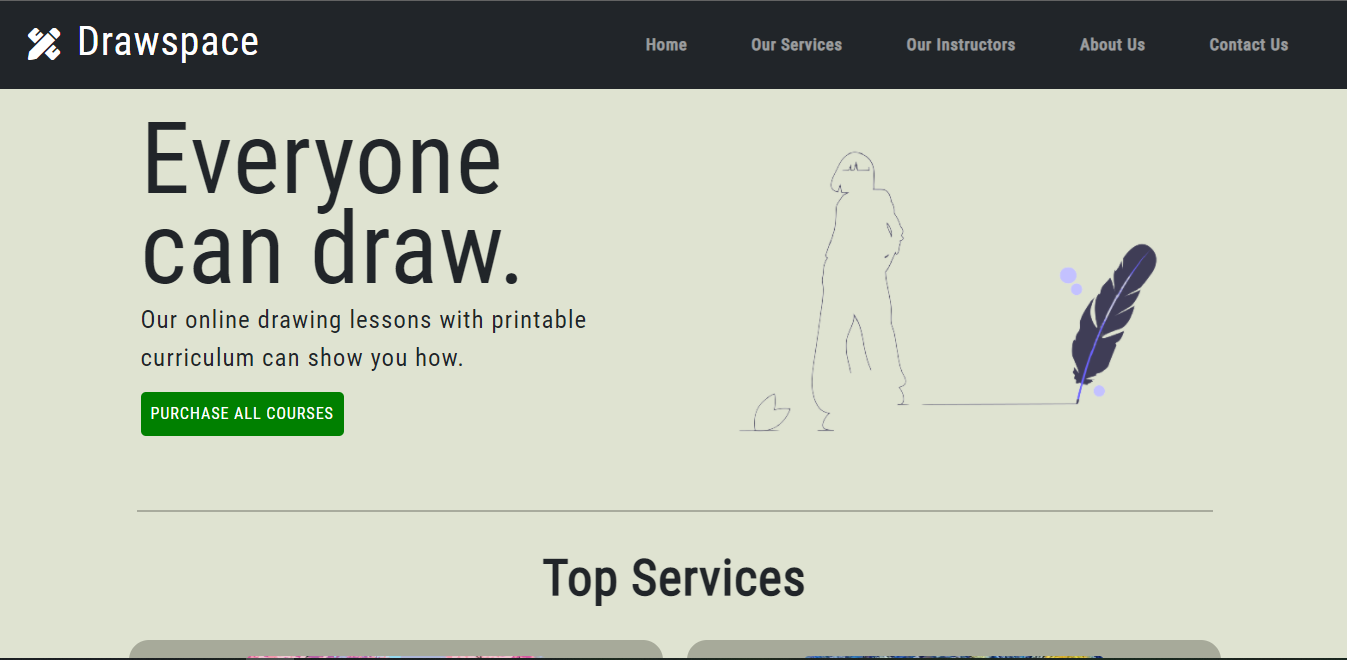 Drawspace
Home Our Services Our Instructors About Us Contact Us
Everyone
can draw.
Our online drawing lessons with printable
curriculum can show you how.
PURCHASE ALL COURSES
Top Services